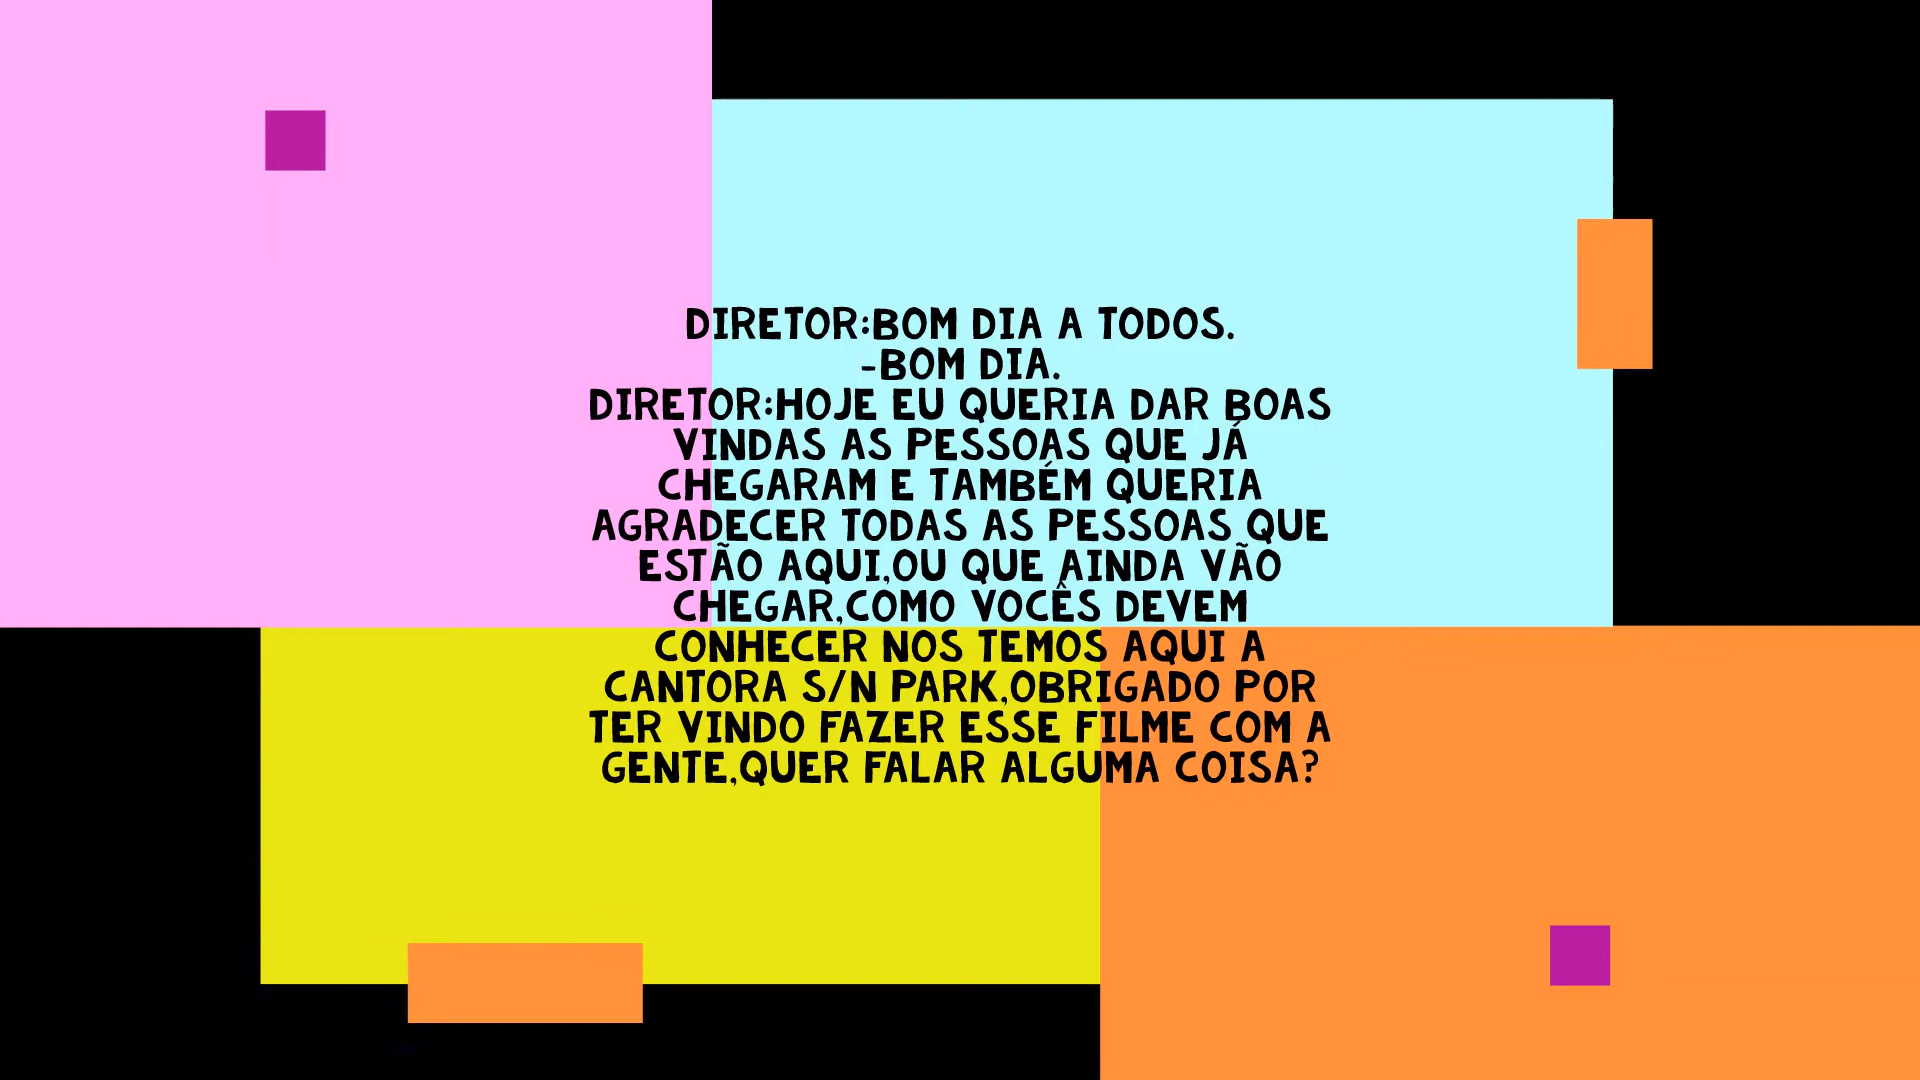 DIRETOR:BOM DIA A TODOS.
-BOM DIA.
DIRETOR:HOJE EU QUERIA DAR BOAS
VINDAS AS PESSOAS QUE JÁ
CHEGARAM E TAMBÉM QUERIA
AGRADECER TODAS AS PESSOAS QUE
ESTÃO AQUI,OU QUE AINDA VÃO
CHEGAR,COMO VOCÊS DEVEM
CONHECER NOS TEMOS AQUI A
CANTORA S/N PARK,OBRIGADO POR
TER VINDO FAZER ESSE FILME COM A
GENTE,QUER FALAR ALGUMA COISA?